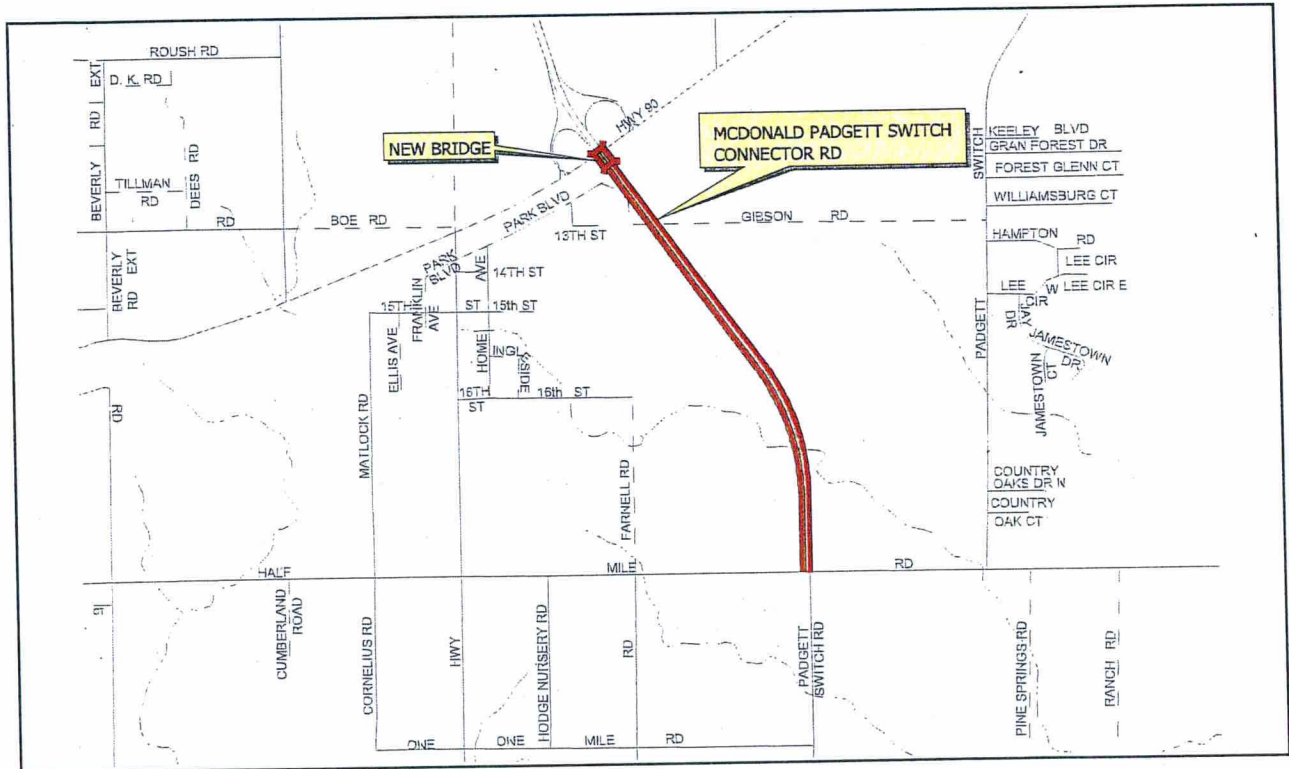 ROUSH RD
D. K. RD
BEVERLY RD EXT
TILLMAN
RD
DEES RD
RD
BOE RD
BEVERLY EXT
RD
RD
NEW BRIDGE
HWY 90
MCDONALD PADGETT SWITCH
CONNECTOR RD
PARK BLVD
13TH ST
GIBSON RD
PARK
BLVD
14TH ST
AVE
15TH ST 15th ST
FRANKLIN
AVE
ELLIS AVE
HOME
INGLESIDE
16TH 16th ST
ST
MATLOCK RD
FARNELL RD
SWITCH
KEELEY BLVD
GRAN FOREST DR
FOREST GLENN CT
WILLIAMSBURG CT
HAMPTON RD
LEE CIR
LEE W LEE CIR E
CIR
JAY
DR
PADGETT
JAMESTOWN
DR
JAMESTOWN
CT
COUNTRY
OAKS DR N
COUNTRY
OAK CT
HALF MILE RD
CUMBERLAND
ROAD
CORNELIUS RD
HWY
HODGE NURSERY RD
RD
PADGETT
SWITCH RD
PINE SPRINGS RD
RANCH RD
ONE ONE MILE RD